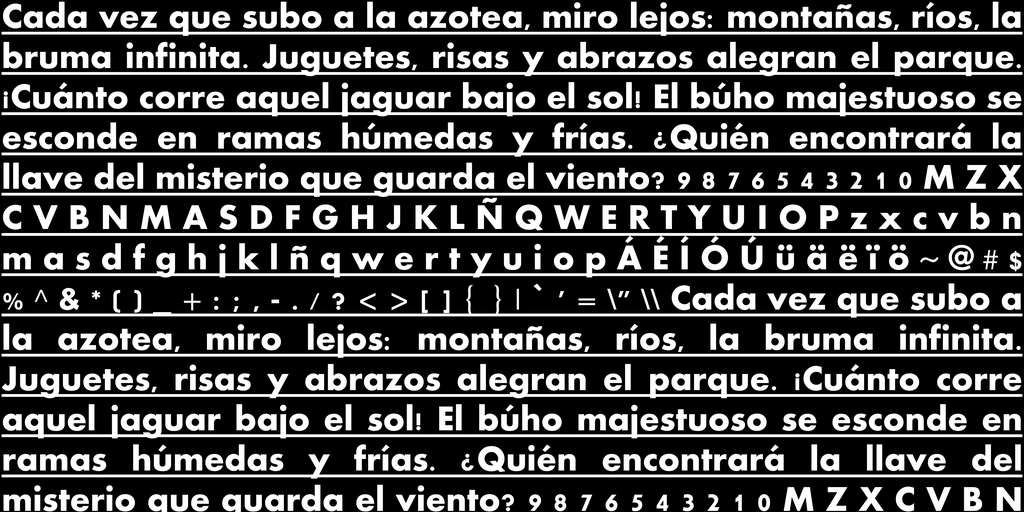 Cada vez que subo a la azotea, miro lejos: montañas, ríos, la
bruma infinita. Juguetes, risas y abrazos alegran el parque.
¡Cuánto corre aquel jaguar bajo el sol! El búho majestuoso se
esconde en ramas húmedas y frías. ¿Quién encontrará la
llave del misterio que guarda el viento? 9 8 7 6 5 4 3 2 1 0 M Z X
C V B N M A S D F G H J K L Ñ Q W E R T Y U I O P z x c v b n
m a s d f g h j k l ñ q w e r t y u i o p Á É Í Ó Ú ü ä ë ï ö ~ @ # $
% ^ & * ( ) _ + : ; , - . / ? < > [ ] { } | ` ' = \" \\ Cada vez que subo a
la azotea, miro lejos: montañas, ríos, la bruma infinita.
Juguetes, risas y abrazos alegran el parque. ¡Cuánto corre
aquel jaguar bajo el sol! El búho majestuoso se esconde en
ramas húmedas y frías. ¿Quién encontrará la llave del
misterio que guarda el viento? 9 8 7 6 5 4 3 2 1 0 M Z X C V B N